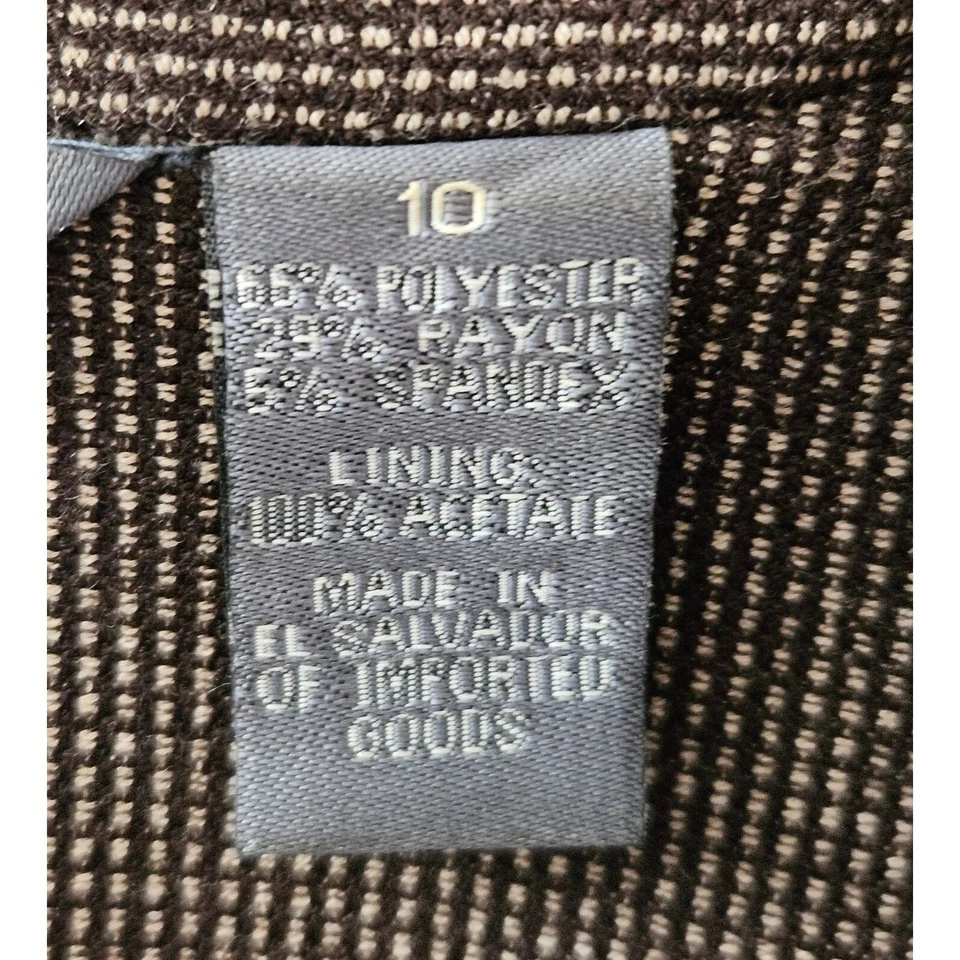 10
66% POLYESTER
29% RAYON
5% SPANDEX
LINING:
100% ACETATE
MADE IN
EL SALVADOR
OF IMPORTED
GOODS